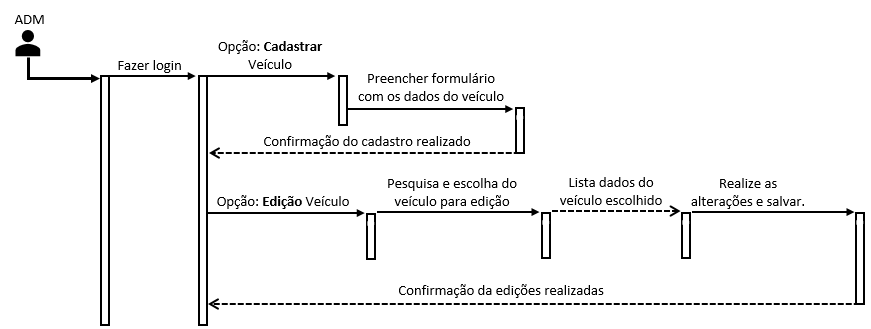 ADM
Fazer login
Opção: Cadastrar
Veículo
Preencher formulário
com os dados do veículo
Confirmação do cadastro realizado
Opção: Edição Veículo
Pesquisa e escolha do
veículo para edição
Lista dados do
veículo escolhido
Realize as
alterações e salvar.
Confirmação da edições realizadas